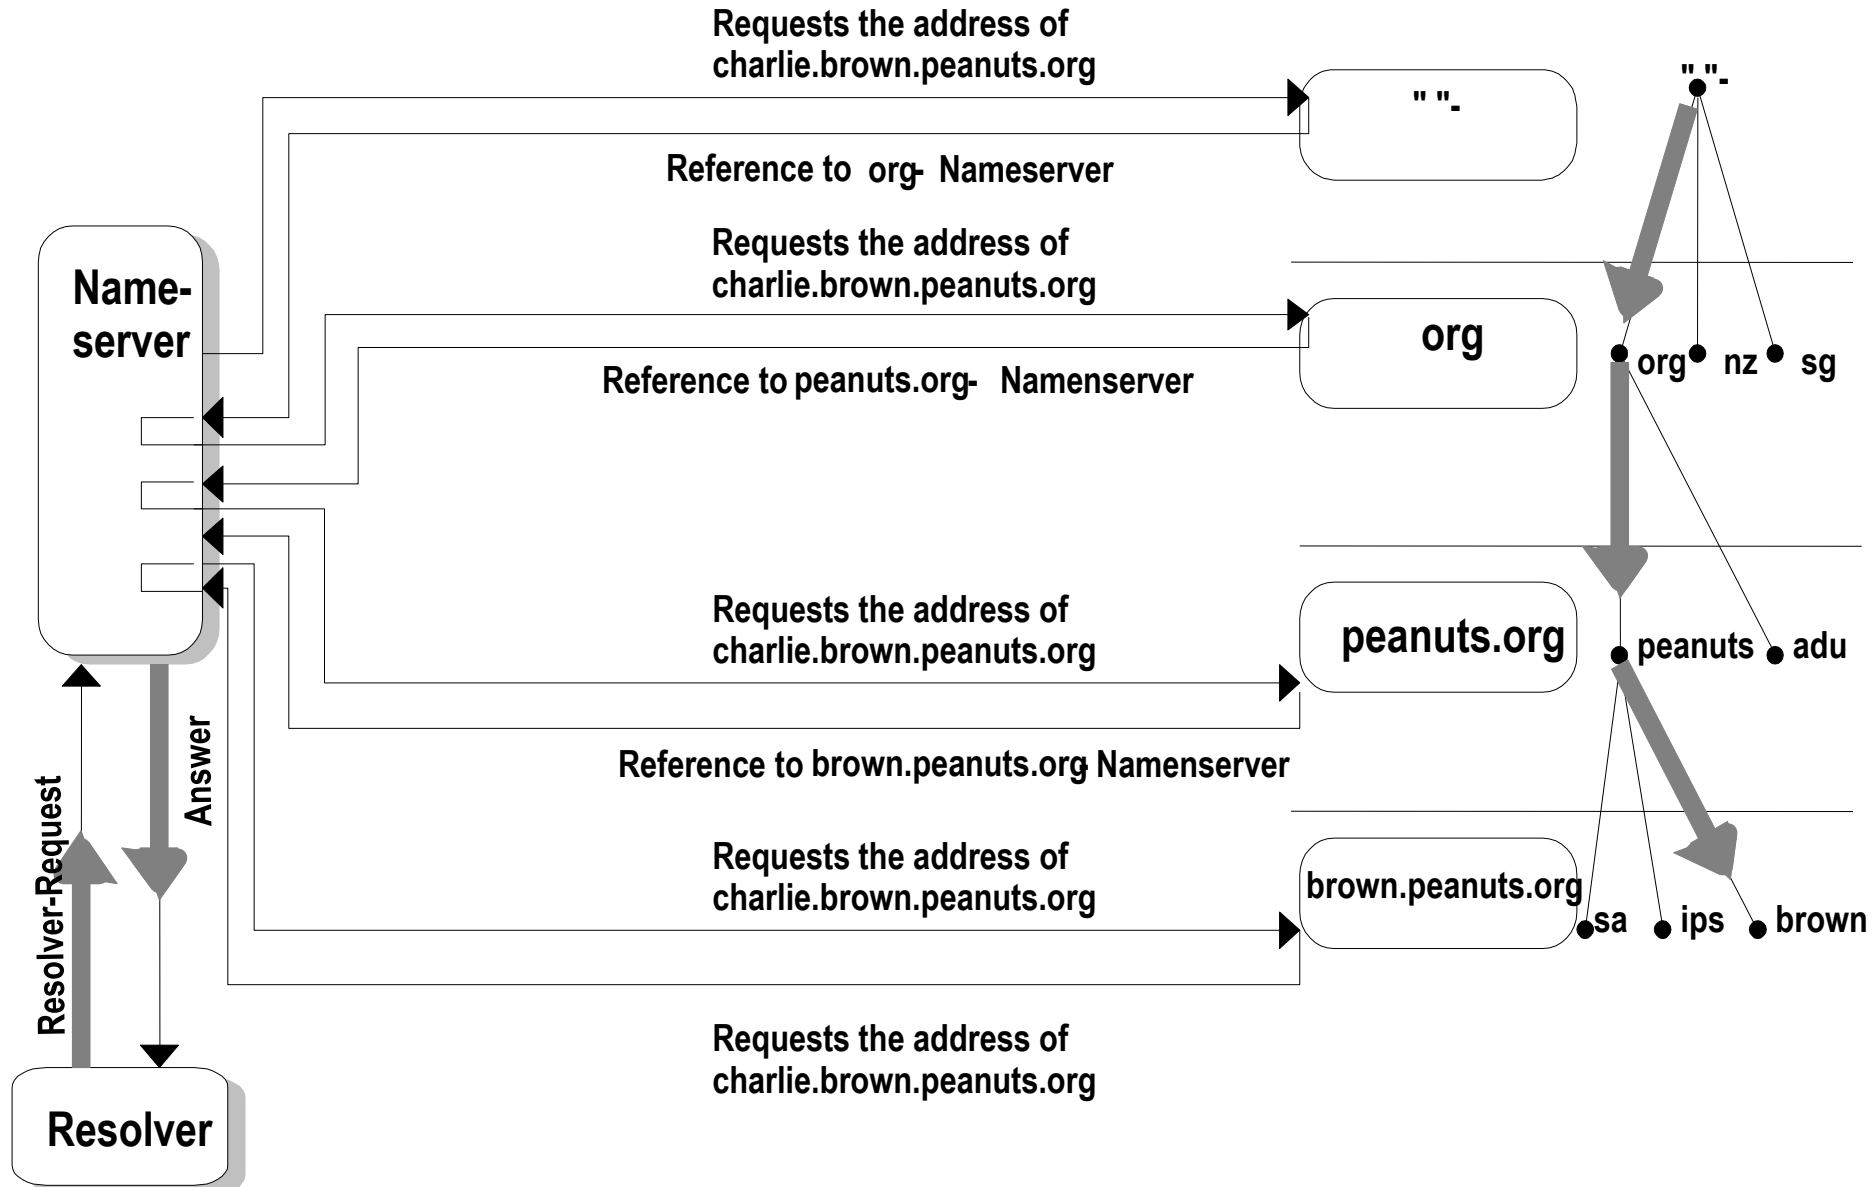 Requests the address of
charlie.brown.peanuts.org
" "-
" "-
Reference to org- Nameserver
Name-
server
Requests the address of
charlie.brown.peanuts.org
org
org nz sg
Reference to peanuts.org- Namenserver
Requests the address of
charlie.brown.peanuts.org
peanuts.org
peanuts adu
Reference to brown.peanuts.org- Namenserver
Answer
Resolver-Request
Requests the address of
charlie.brown.peanuts.org
brown.peanuts.org
sa ips brown
Requests the address of
charlie.brown.peanuts.org
Resolver